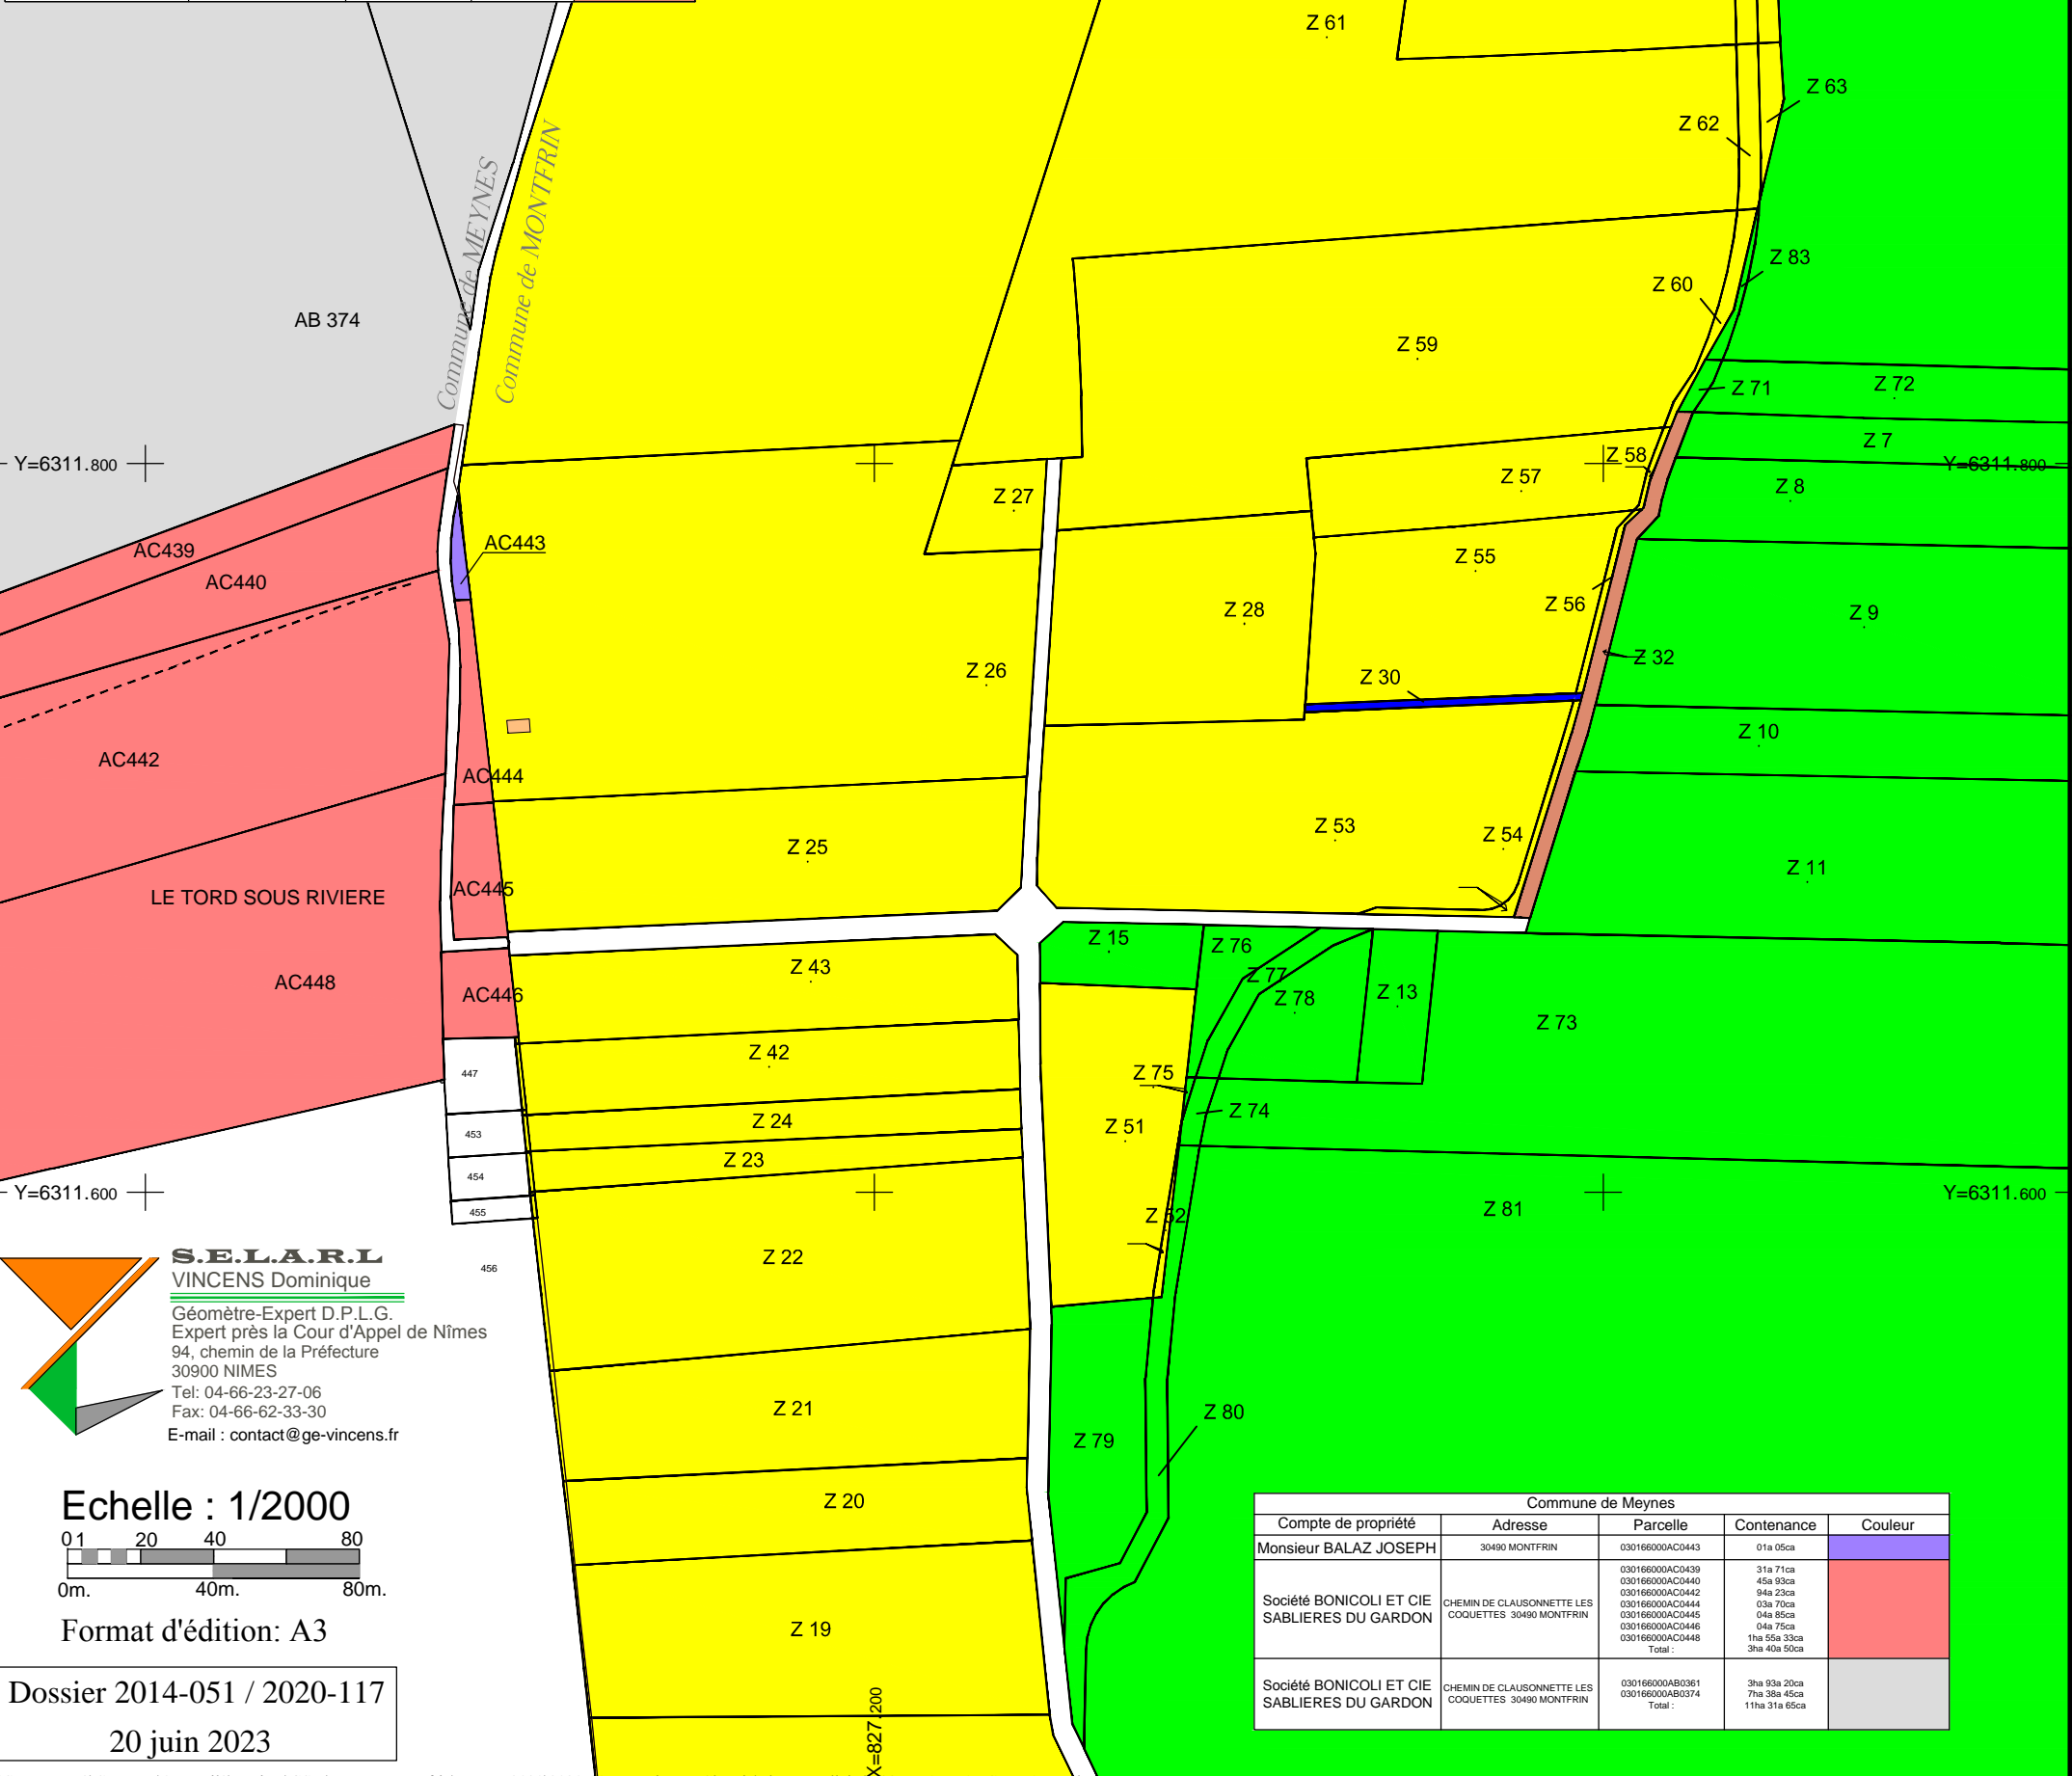 Z 61
Z 63
Z 62
Commune de MEYNES
Commune de MONTFRIN
Z 83
Z 60
AB 374
Z 59
Z 71
Z 72
Z 7
Y=6311.800
Z 58
Y=6311.800
Z 57
Z 8
Z 27
AC443
AC439
Z 55
AC440
Z 56
Z 28
Z 9
Z 32
Z 26
Z 30
Z 10
AC442
AC444
Z 53
Z 54
Z 25
Z 11
AC445
LE TORD SOUS RIVIERE
Z 15
Z 76
Z 43
Z 77
AC448
AC446
Z 78
Z 13
Z 73
Z 42
447
Z 75
Z 74
Z 24
Z 51
453
Z 23
454
Y=6311.600
Y=6311.600
455
Z 52
Z 81
Z 22
456
S.E.L.A.R.L
VINCENS Dominique
Géomètre-Expert D.P.L.G.
Expert près la Cour d'Appel de Nîmes
94, chemin de la Préfecture
30900 NIMES
Tel: 04-66-23-27-06
Fax: 04-66-62-33-30
E-mail : contact@ge-vincens.fr
Z 21
Z 80
Z 79
Z 20
Echelle : 1/2000
0 1 20 40 80
0m. 40m. 80m.
Format d'édition: A3
Z 19
X=827.200
Dossier 2014-051 / 2020-117
20 juin 2023
Commune de Meynes
Compte de propriété Adresse Parcelle Contenance Couleur
Monsieur BALAZ JOSEPH 30490 MONTFRIN 030166000AC0443 01a 05ca
Société BONICOLI ET CIE SABLIERES DU GARDON
CHEMIN DE CLAUSONNETTE LES COQUETTES 30490 MONTFRIN
030166000AC0439 31a 71ca
030166000AC0440 45a 93ca
030166000AC0442 94a 23ca
030166000AC0444 03a 70ca
030166000AC0445 04a 85ca
030166000AC0446 04a 75ca
030166000AC0448 1ha 55a 33ca
Total : 3ha 40a 50ca
Société BONICOLI ET CIE SABLIERES DU GARDON
CHEMIN DE CLAUSONNETTE LES COQUETTES 30490 MONTFRIN
030166000AB0361 3ha 93a 20ca
030166000AB0374 7ha 38a 45ca
Total : 11ha 31a 65ca